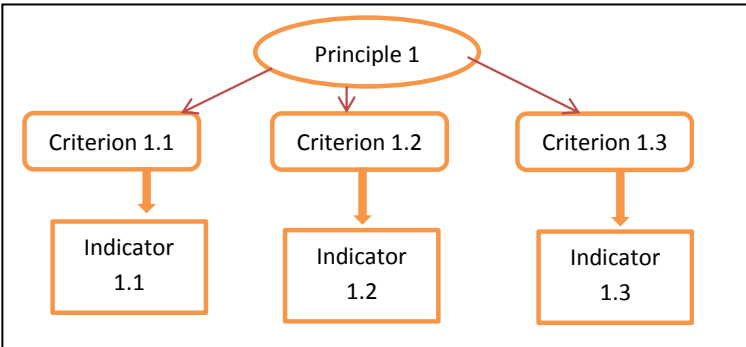 Principle 1
Criterion 1.1
Criterion 1.2
Criterion 1.3
Indicator
1.1
Indicator
1.2
Indicator
1.3